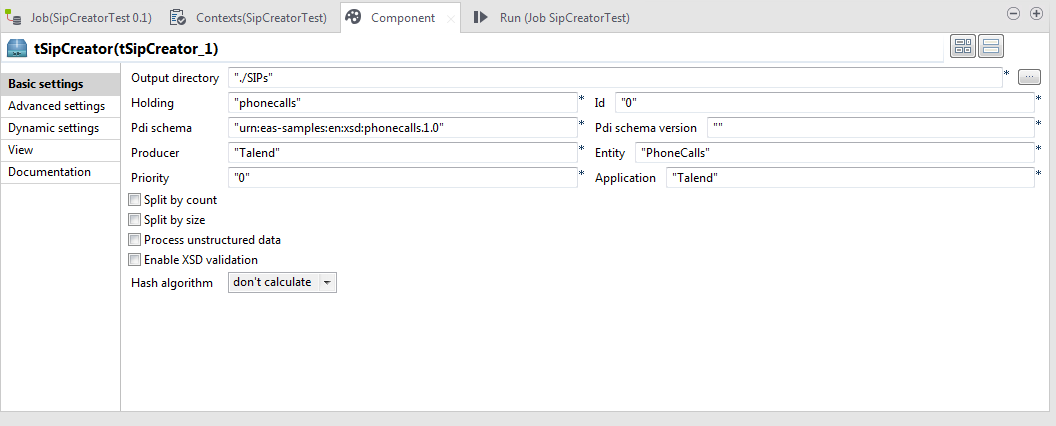 Job(SipCreatorTest 0.1) Contexts(SipCreatorTest) Component Run (Job SipCreatorTest)
tSipCreator(tSipCreator_1)
Basic settings
Advanced settings
Dynamic settings
View
Documentation
Output directory "./SIPs" * ...
Holding "phonecalls" * Id "0" *
Pdi schema "urn:eas-samples:en:xsd:phonecalls.1.0" * Pdi schema version "" *
Producer "Talend" * Entity "PhoneCalls" *
Priority "0" * Application "Talend" *
Split by count
Split by size
Process unstructured data
Enable XSD validation
Hash algorithm don't calculate